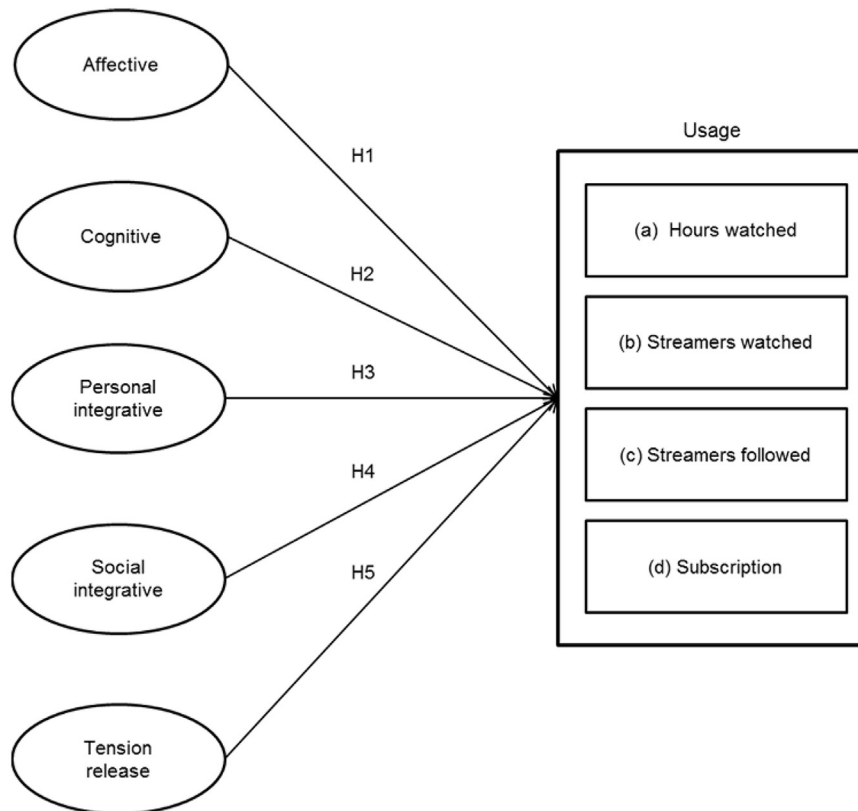 Affective
Cognitive
Personal
integrative
Social
integrative
Tension
release
H1
H2
H3
H4
H5
Usage
(a) Hours watched
(b) Streamers watched
(c) Streamers followed
(d) Subscription